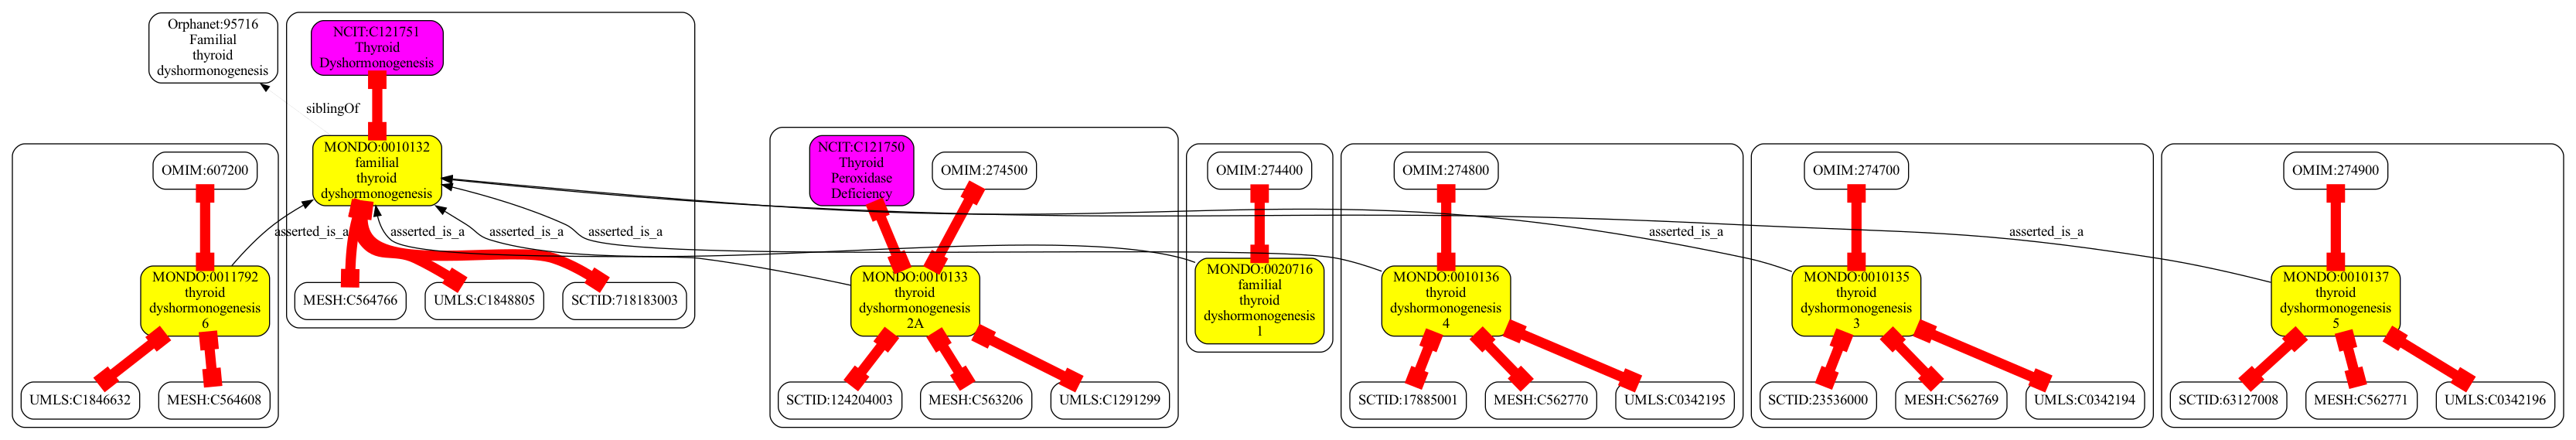 Orphanet:95716
Familial
thyroid
dyshormonogenesis
NCIT:C121751
Thyroid
Dyshormonogenesis
siblingOf
MONDO:0010132
familial
thyroid
dyshormonogenesis
NCIT:C121750
Thyroid
Peroxidase
Deficiency
OMIM:607200
OMIM:274500
OMIM:274400
OMIM:274800
OMIM:274700
OMIM:274900
asserted_is_a
asserted_is_a
asserted_is_a
asserted_is_a
asserted_is_a
asserted_is_a
MONDO:0011792
thyroid
dyshormonogenesis
6
MESH:C564766
UMLS:C1848805
SCTID:718183003
MONDO:0010133
thyroid
dyshormonogenesis
2A
MONDO:0020716
familial
thyroid
dyshormonogenesis
1
MONDO:0010136
thyroid
dyshormonogenesis
4
MONDO:0010135
thyroid
dyshormonogenesis
3
MONDO:0010137
thyroid
dyshormonogenesis
5
UMLS:C1846632
MESH:C564608
SCTID:124204003
MESH:C563206
UMLS:C1291299
SCTID:17885001
MESH:C562770
UMLS:C0342195
SCTID:23536000
MESH:C562769
UMLS:C0342194
SCTID:63127008
MESH:C562771
UMLS:C0342196